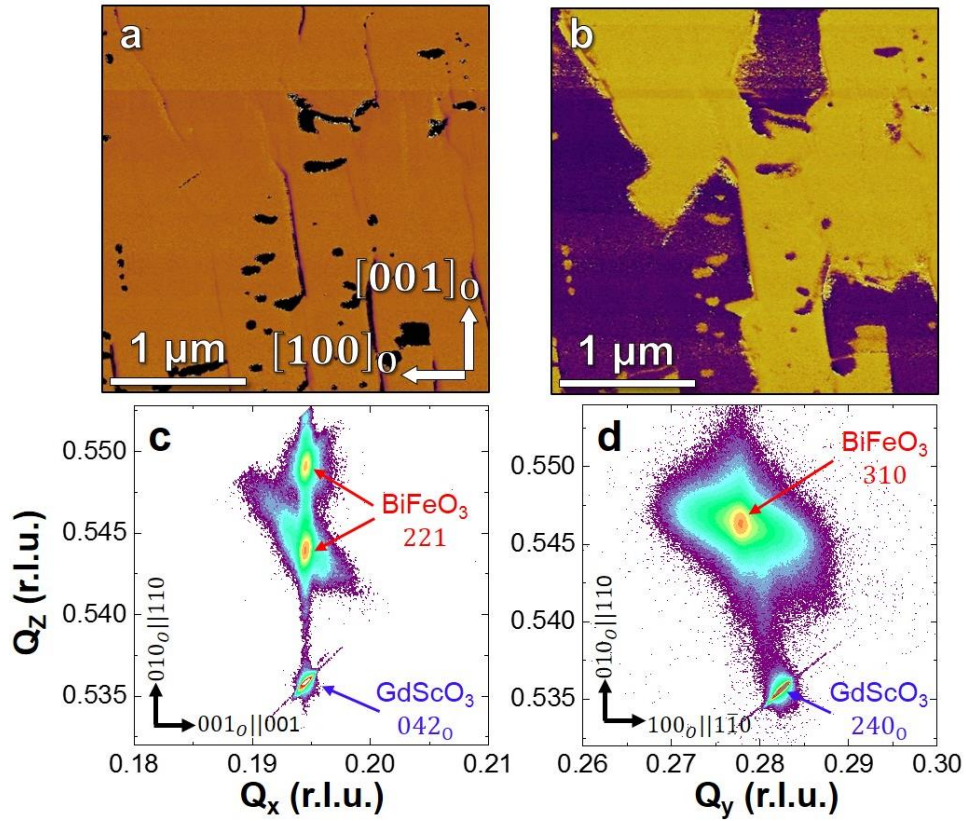 a
[001]O
[100]O
1 μm
b
1 μm
c
BiFeO3
221
GdScO3
042O
010O||110
001O||001
0.550
0.545
0.540
0.535
0.18
0.19
0.20
0.21
QZ (r.l.u.)
Qx (r.l.u.)
d
BiFeO3
310
GdScO3
240O
010O||110
100O||11̅0
0.550
0.545
0.540
0.535
0.26
0.27
0.28
0.29
0.30
Qy (r.l.u.)